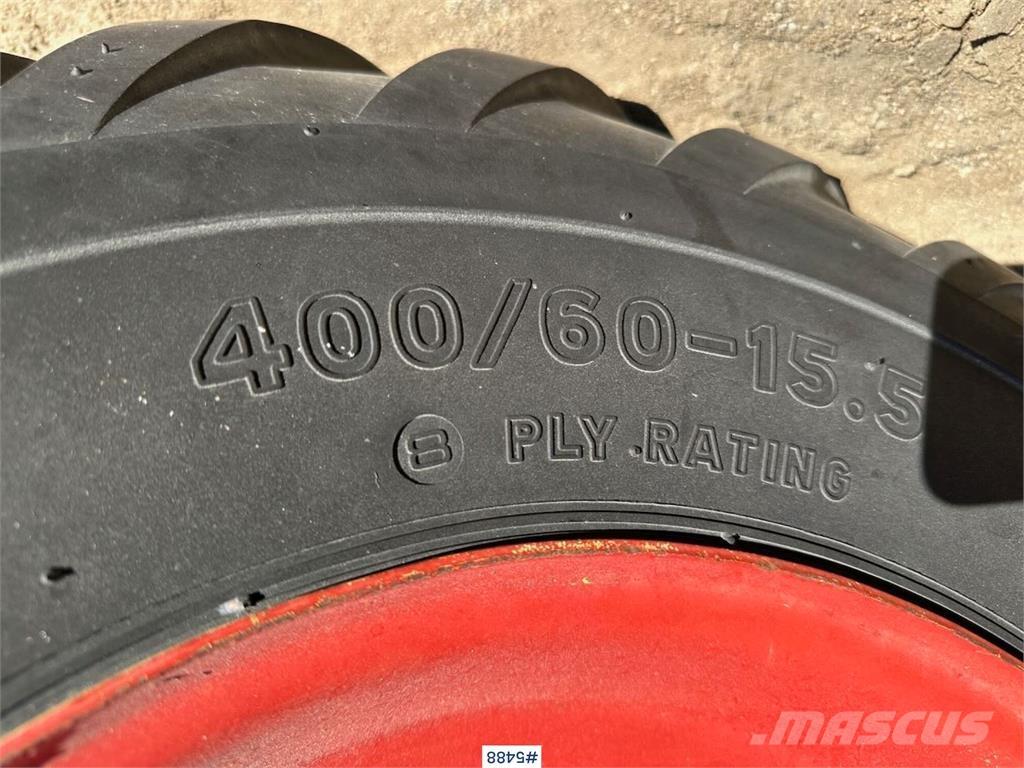 400/60-15.5
8 PLY RATING
MASCUS
#5488